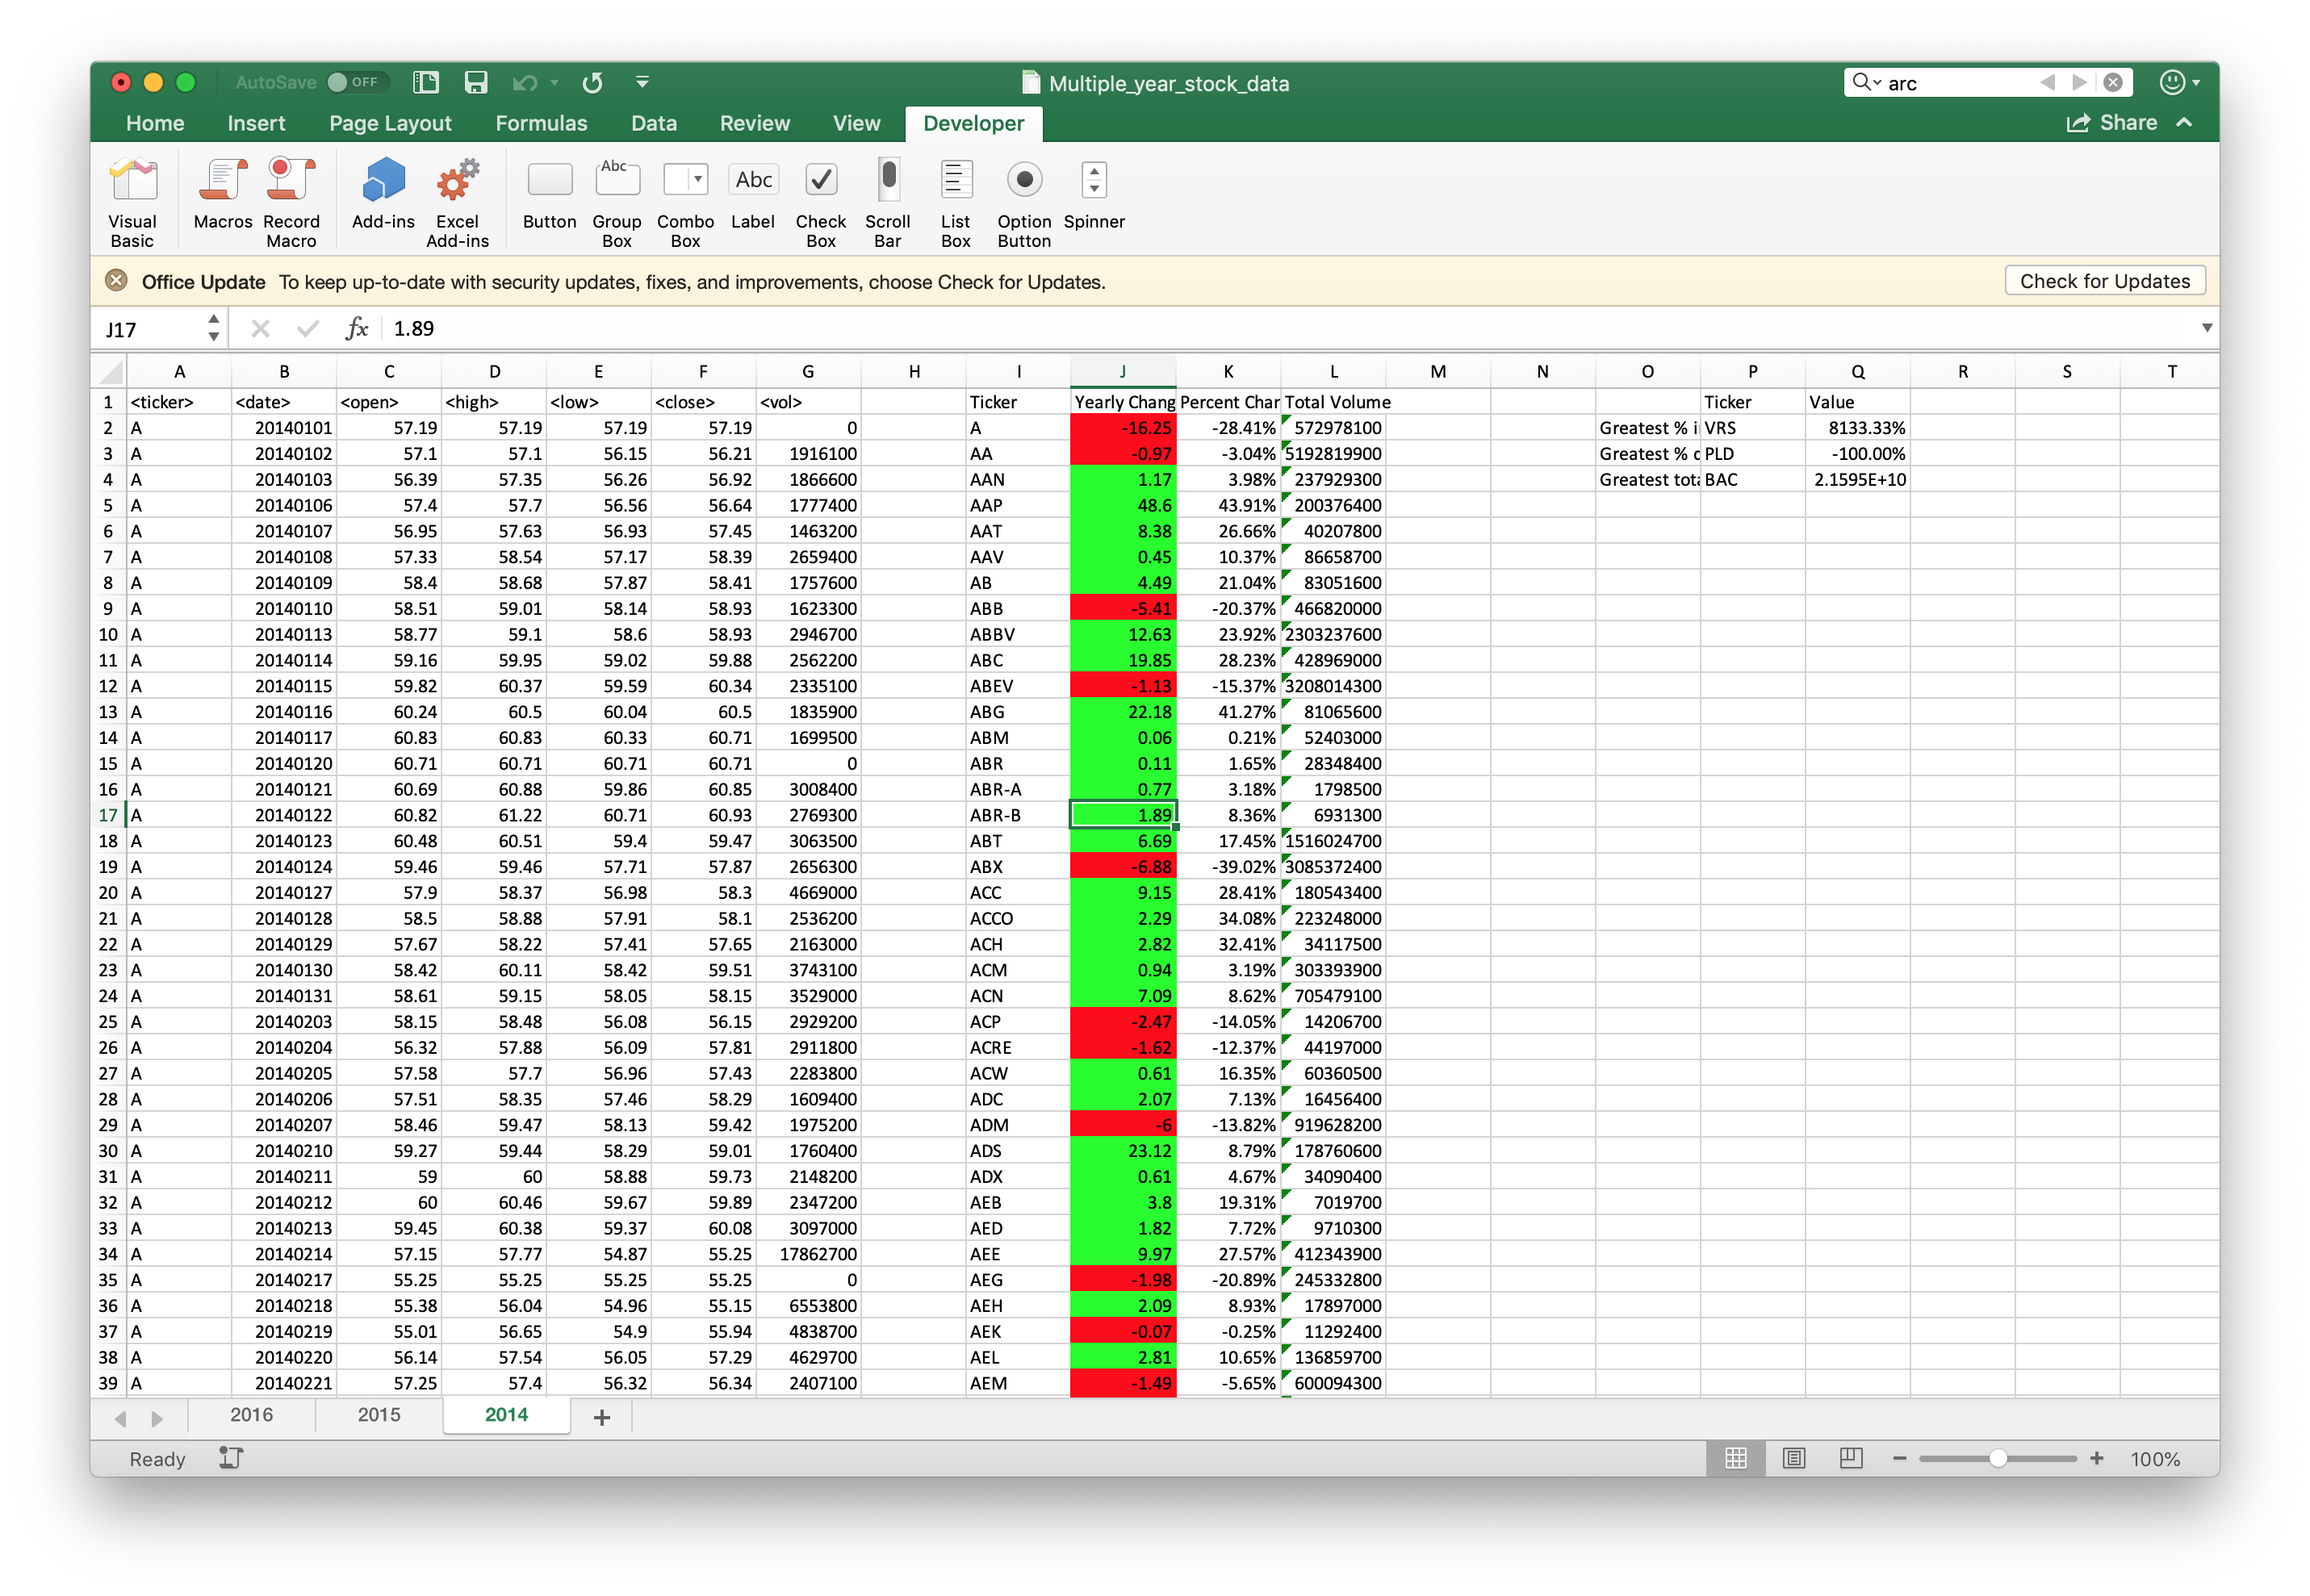 AutoSave OFF Multiple_year_stock_data arc
Home Insert Page Layout Formulas Data Review View Developer Share
Visual Basic Macros Record Macro Add-ins Excel Add-ins Button Abc Group Box Combo Box Abc Label Check Box Scroll Bar List Box Option Button Spinner
Office Update To keep up-to-date with security updates, fixes, and improvements, choose Check for Updates. Check for Updates
J17 fx 1.89
A B C D E F G H I J K L M N O P Q R S T
1 <ticker> <date> <open> <high> <low> <close> <vol> Ticker Yearly Chang Percent Char Total Volume Ticker Value
2 A 20140101 57.19 57.19 57.19 57.19 0 A -16.25 -28.41% 572978100 Greatest % i VRS 8133.33%
3 A 20140102 57.1 57.1 56.15 56.21 1916100 AA -0.97 -3.04% 5192819900 Greatest % d PLD -100.00%
4 A 20140103 56.39 57.35 56.26 56.92 1866600 AAN 1.17 3.98% 237929300 Greatest tota BAC 2.1595E+10
5 A 20140106 57.4 57.7 56.56 56.64 1777400 AAP 48.6 43.91% 200376400
6 A 20140107 56.95 57.63 56.93 57.45 1463200 AAT 8.38 26.66% 40207800
7 A 20140108 57.33 58.54 57.17 58.39 2659400 AAV 0.45 10.37% 86658700
8 A 20140109 58.4 58.68 57.87 58.41 1757600 AB 4.49 21.04% 83051600
9 A 20140110 58.51 59.01 58.14 58.93 1623300 ABB -5.41 -20.37% 466820000
10 A 20140113 58.77 59.1 58.6 58.93 2946700 ABBV 12.63 23.92% 2303237600
11 A 20140114 59.16 59.95 59.02 59.88 2562200 ABC 19.85 28.23% 428969000
12 A 20140115 59.82 60.37 59.59 60.34 2335100 ABEV -1.13 -15.37% 3208014300
13 A 20140116 60.24 60.5 60.04 60.5 1835900 ABG 22.18 41.27% 81065600
14 A 20140117 60.83 60.83 60.33 60.71 1699500 ABM 0.06 0.21% 52403000
15 A 20140120 60.71 60.71 60.71 60.71 0 ABR 0.11 1.65% 28348400
16 A 20140121 60.69 60.88 59.86 60.85 3008400 ABR-A 0.77 3.18% 1798500
17 A 20140122 60.82 61.22 60.71 60.93 2769300 ABR-B 1.89 8.36% 6931300
18 A 20140123 60.48 60.51 59.4 59.47 3063500 ABT 6.69 17.45% 1516024700
19 A 20140124 59.46 59.46 57.71 57.87 2656300 ABX -6.88 -39.02% 3085372400
20 A 20140127 57.9 58.37 56.98 58.3 4669000 ACC 9.15 28.41% 180543400
21 A 20140128 58.5 58.88 57.91 58.1 2536200 ACCO 2.29 34.08% 223248000
22 A 20140129 57.67 58.22 57.41 57.65 2163000 ACH 2.82 32.41% 34117500
23 A 20140130 58.42 60.11 58.42 59.51 3743100 ACM 0.94 3.19% 303393900
24 A 20140131 58.61 59.15 58.05 58.15 3529000 ACN 7.09 8.62% 705479100
25 A 20140203 58.15 58.48 56.08 56.15 2929200 ACP -2.47 -14.05% 14206700
26 A 20140204 56.32 57.88 56.09 57.81 2911800 ACRE -1.62 -12.37% 44197000
27 A 20140205 57.58 57.7 56.96 57.43 2283800 ACW 0.61 16.35% 60360500
28 A 20140206 57.51 58.35 57.46 58.29 1609400 ADC 2.07 7.13% 16456400
29 A 20140207 58.46 59.47 58.13 59.42 1975200 ADM -6 -13.82% 919628200
30 A 20140210 59.27 59.44 58.29 59.01 1760400 ADS 23.12 8.79% 178760600
31 A 20140211 59 60 58.88 59.73 2148200 ADX 0.61 4.67% 34090400
32 A 20140212 60 60.46 59.67 59.89 2347200 AEB 3.8 19.31% 7019700
33 A 20140213 59.45 60.38 59.37 60.08 3097000 AED 1.82 7.72% 9710300
34 A 20140214 57.15 57.77 54.87 55.25 17862700 AEE 9.97 27.57% 412343900
35 A 20140217 55.25 55.25 55.25 55.25 0 AEG -1.98 -20.89% 245332800
36 A 20140218 55.38 56.04 54.96 55.15 6553800 AEH 2.09 8.93% 17897000
37 A 20140219 55.01 56.65 54.9 55.94 4838700 AEK -0.07 -0.25% 11292400
38 A 20140220 56.14 57.54 56.05 57.29 4629700 AEL 2.81 10.65% 136859700
39 A 20140221 57.25 57.4 56.32 56.34 2407100 AEM -1.49 -5.65% 600094300
2016 2015 2014
Ready 100%